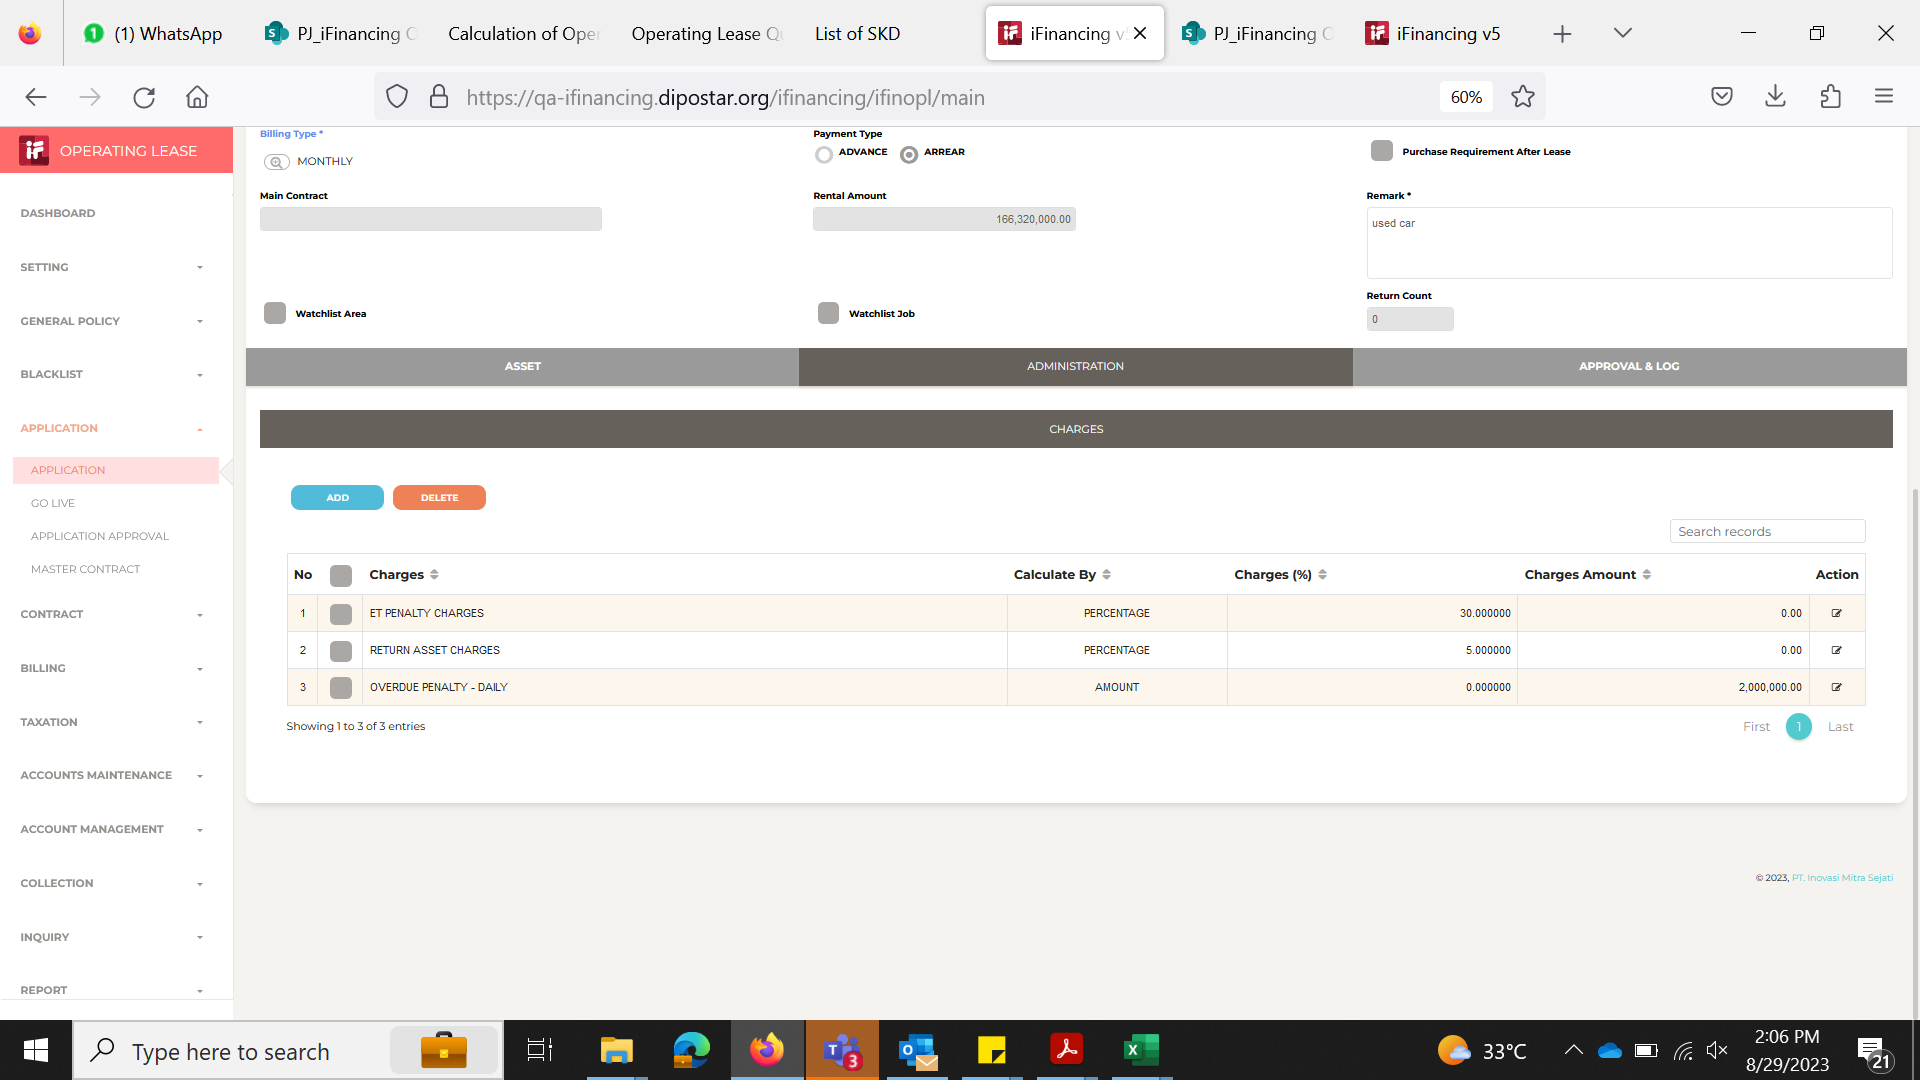 (1) WhatsApp
PJ_iFinancing O
Calculation of Oper
Operating Lease Qu
List of SKD
iFinancing v5
PJ_iFinancing O
iFinancing v5
https://qa-ifinancing.dipostar.org/ifinancing/ifinopl/main
60%
OPERATING LEASE
DASHBOARD
SETTING
GENERAL POLICY
BLACKLIST
APPLICATION
APPLICATION
GO LIVE
APPLICATION APPROVAL
MASTER CONTRACT
CONTRACT
BILLING
TAXATION
ACCOUNTS MAINTENANCE
ACCOUNT MANAGEMENT
COLLECTION
INQUIRY
REPORT
Billing Type *
MONTHLY
Payment Type
ADVANCE ARREAR
Purchase Requirement After Lease
Main Contract
Rental Amount
166,320,000.00
Remark *
used car
Watchlist Area
Watchlist Job
Return Count
0
ASSET ADMINISTRATION APPROVAL & LOG
CHARGES
ADD DELETE
Search records
No Charges Calculate By Charges (%) Charges Amount Action
1 ET PENALTY CHARGES PERCENTAGE 30.000000 0.00
2 RETURN ASSET CHARGES PERCENTAGE 5.000000 0.00
3 OVERDUE PENALTY - DAILY AMOUNT 0.000000 2,000,000.00
Showing 1 to 3 of 3 entries
First 1 Last
© 2023, PT. Inovasi Mitra Sejati
Type here to search
3
33°C
2:06 PM
8/29/2023
21